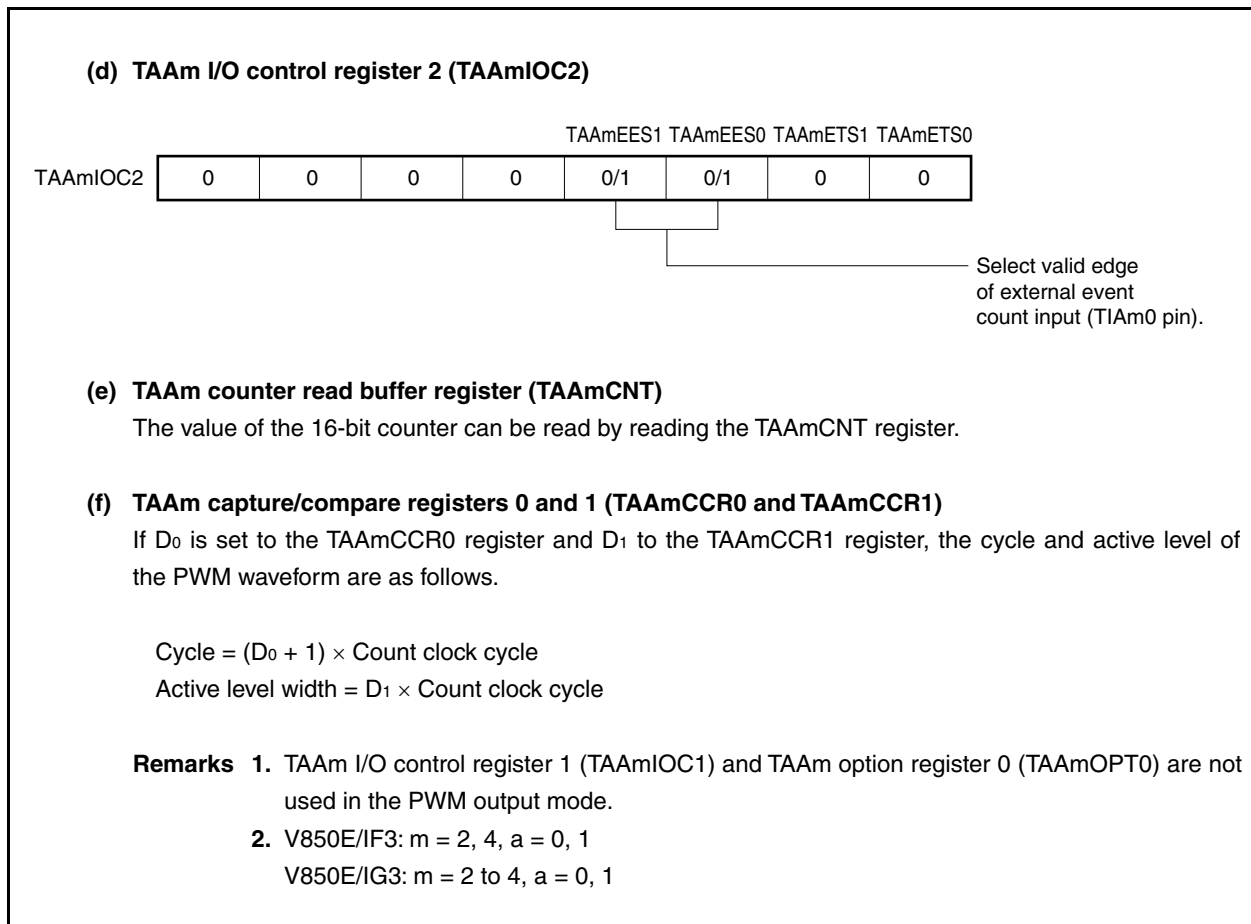 (d) TAAm I/O control register 2 (TAAmIOC2)
TAAmEES1 TAAmEES0 TAAmETS1 TAAmETS0
TAAmIOC2 0 0 0 0 0/1 0/1 0 0
Select valid edge
of external event
count input (TIAm0 pin).
(e) TAAm counter read buffer register (TAAmCNT)
The value of the 16-bit counter can be read by reading the TAAmCNT register.
(f) TAAm capture/compare registers 0 and 1 (TAAmCCR0 and TAAmCCR1)
If D0 is set to the TAAmCCR0 register and D1 to the TAAmCCR1 register, the cycle and active level of
the PWM waveform are as follows.
Cycle = (D0 + 1) × Count clock cycle
Active level width = D1 × Count clock cycle
Remarks 1. TAAm I/O control register 1 (TAAmIOC1) and TAAm option register 0 (TAAmOPT0) are not
used in the PWM output mode.
2. V850E/IF3: m = 2, 4, a = 0, 1
V850E/IG3: m = 2 to 4, a = 0, 1